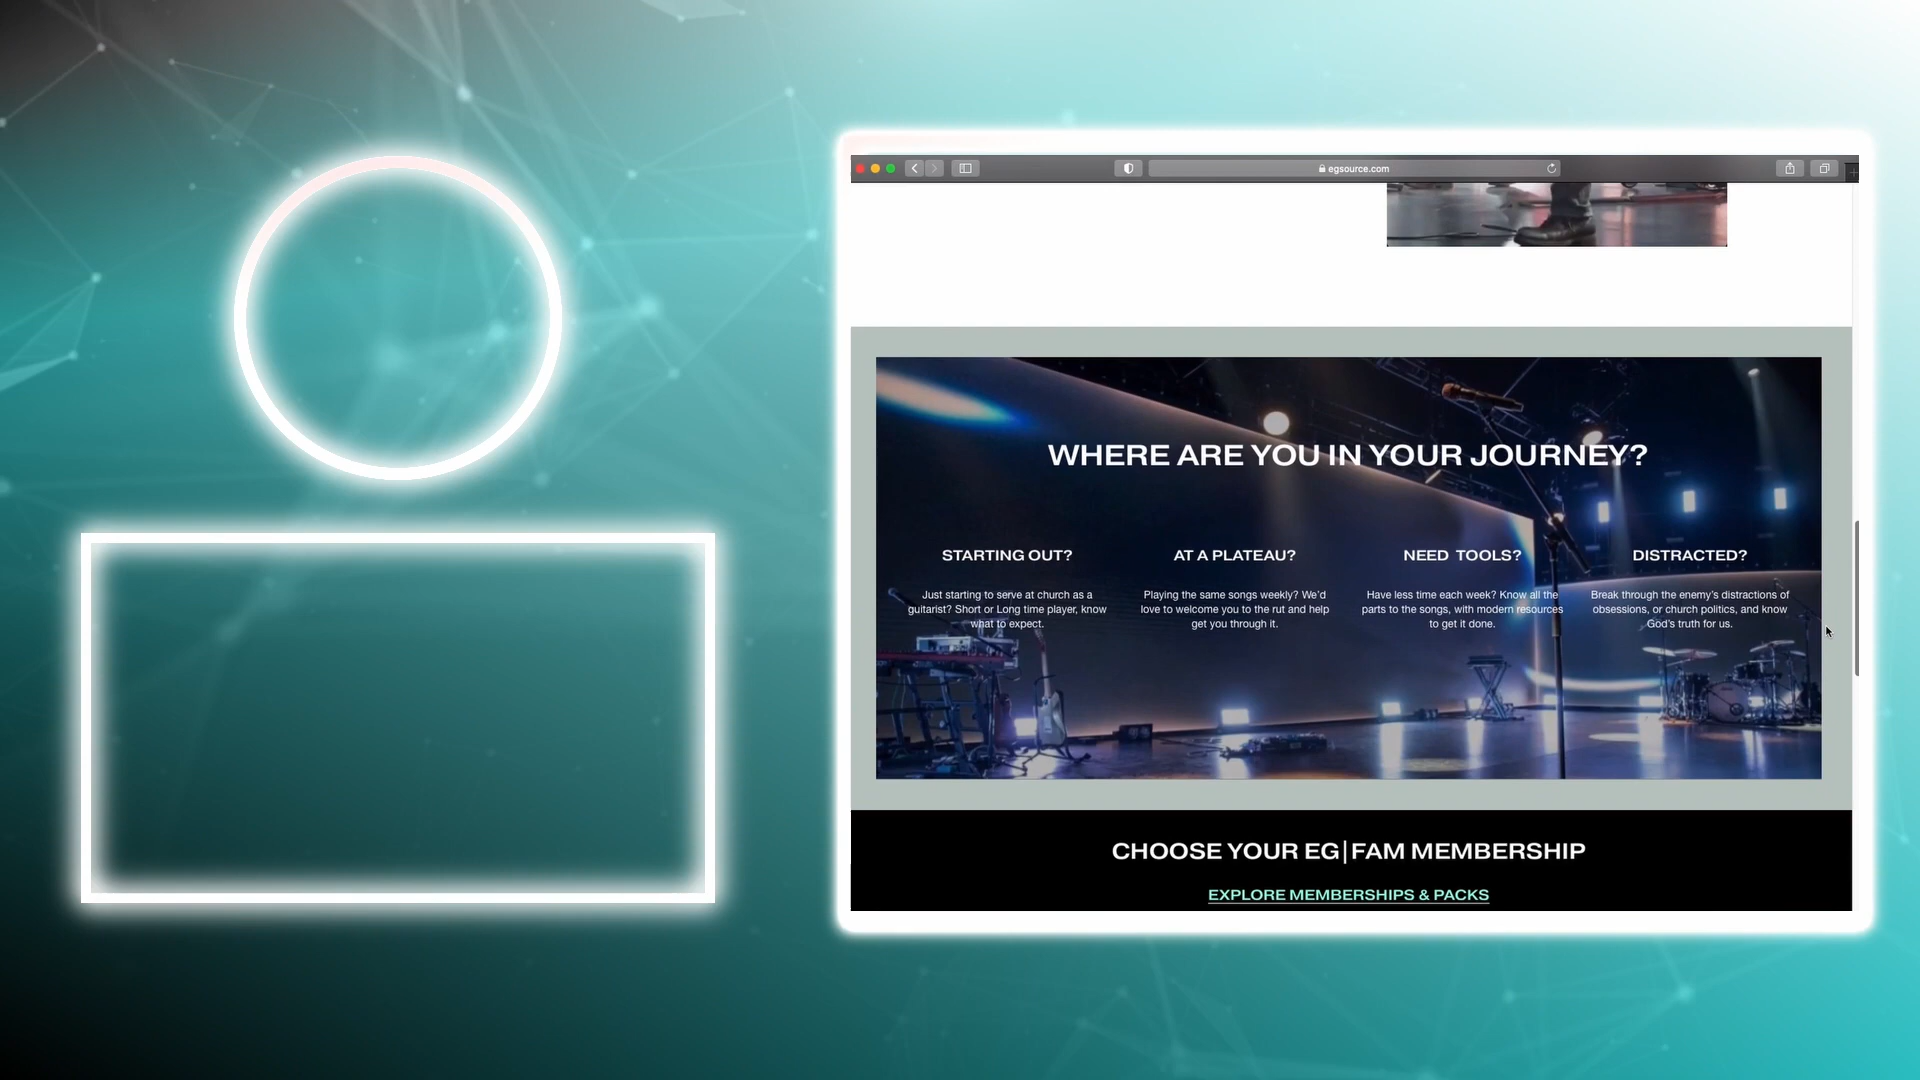 egsource.com
WHERE ARE YOU IN YOUR JOURNEY?
STARTING OUT?
Just starting to serve at church as a
guitarist? Short or Long time player, know
what to expect.
AT A PLATEAU?
Playing the same songs weekly? We'd
love to welcome you to the rut and help
get you through it.
NEED TOOLS?
Have less time each week? Know all the
parts to the songs, with modern resources
to get it done.
DISTRACTED?
Break through the enemy's distractions of
obsessions, or church politics, and know
God's truth for us.
CHOOSE YOUR EG|FAM MEMBERSHIP
EXPLORE MEMBERSHIPS & PACKS